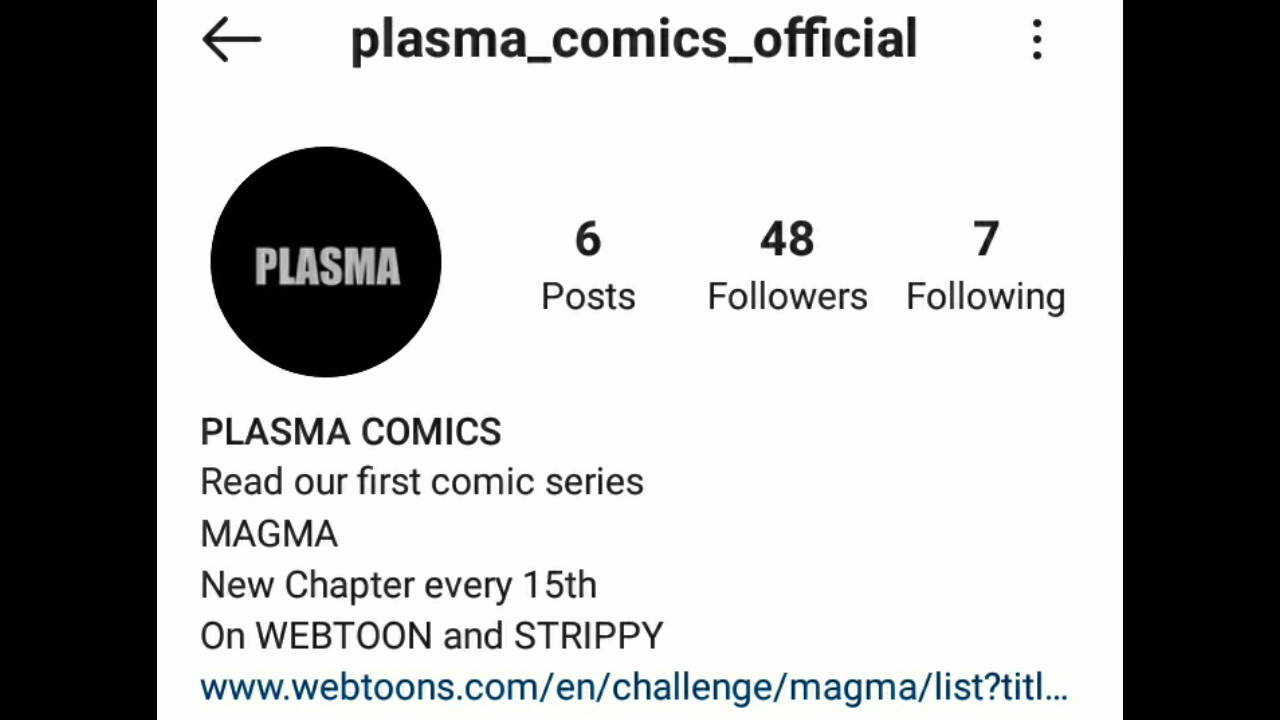 plasma_comics_official
PLASMA
6 48 7
Posts Followers Following
PLASMA COMICS
Read our first comic series
MAGMA
New Chapter every 15th
On WEBTOON and STRIPPY
www.webtoons.com/en/challenge/magma/list?titl...